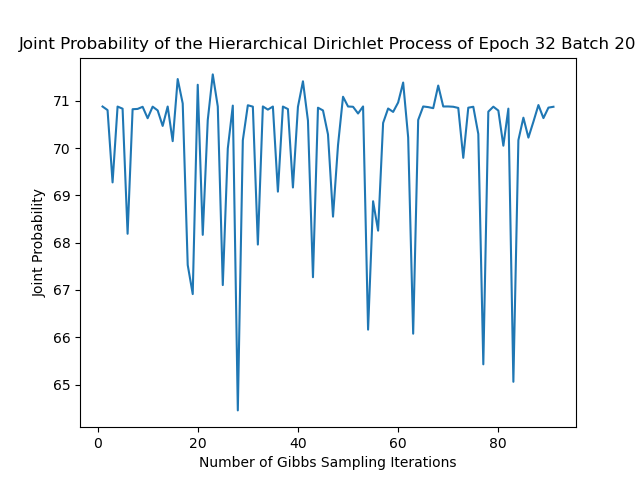 Joint Probability of the Hierarchical Dirichlet Process of Epoch 32 Batch 20
71
70
69
68
67
66
65
Joint Probability
0 20 40 60 80
Number of Gibbs Sampling Iterations